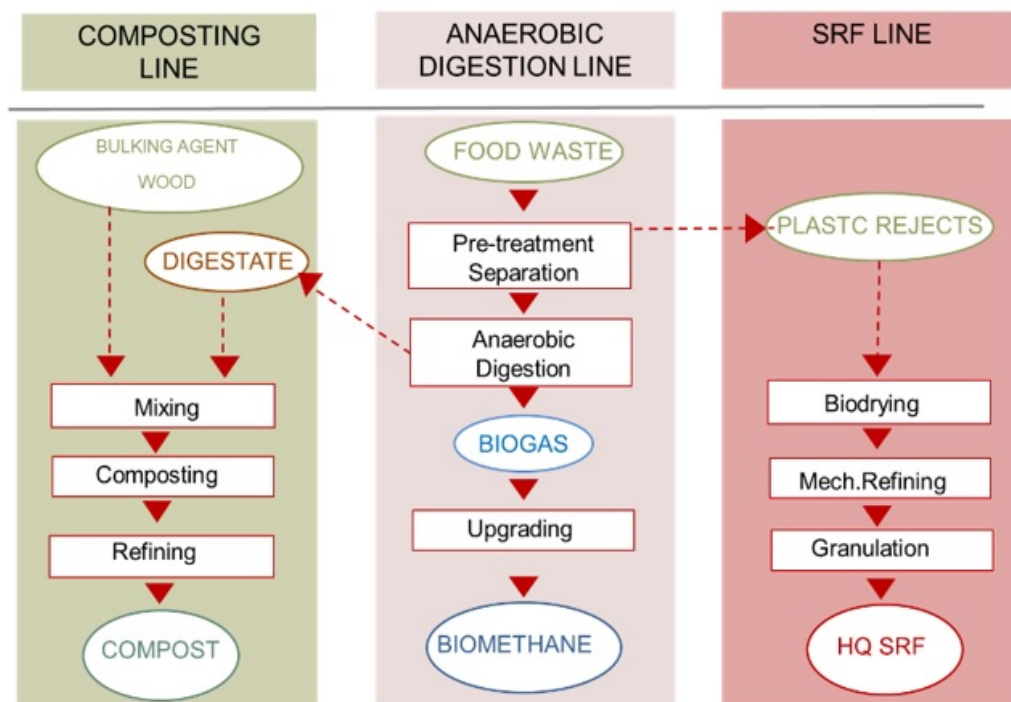 COMPOSTING
LINE
ANAEROBIC
DIGESTION LINE
SRF LINE
BULKING AGENT
WOOD
DIGESTATE
Mixing
Composting
Refining
COMPOST
FOOD WASTE
Pre-treatment
Separation
Anaerobic
Digestion
BIOGAS
Upgrading
BIOMETHANE
PLASTC REJECTS
Biodrying
Mech.Refining
Granulation
HQ SRF